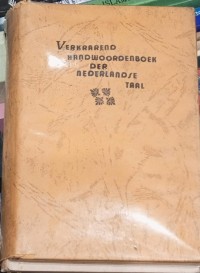 VERKLAREND
HANDWOORDENBOEK
DER
NEDERLANDSE
TAAL